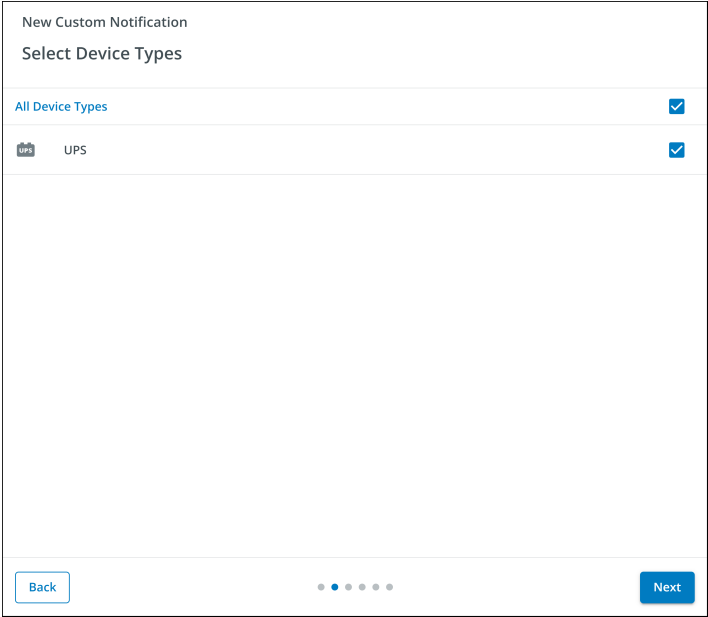 New Custom Notification
Select Device Types
All Device Types
UPS UPS
Back
Next